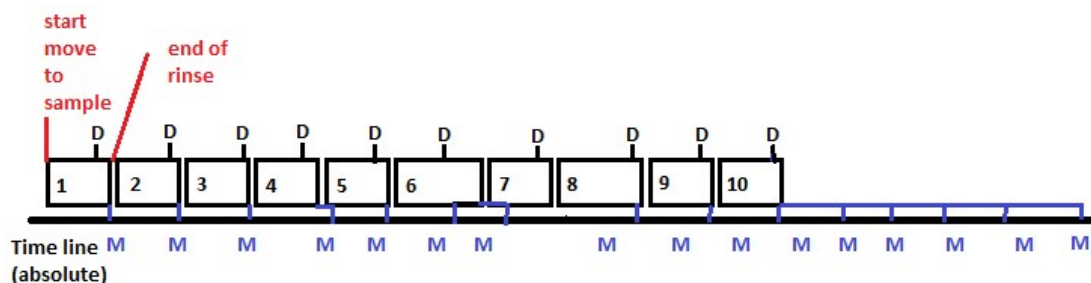 start
move
to
sample
end of
rinse
D D D D D D D D D D
1 2 3 4 5 6 7 8 9 10
Time line
(absolute)
M M M M M M M M M M M M M M M M